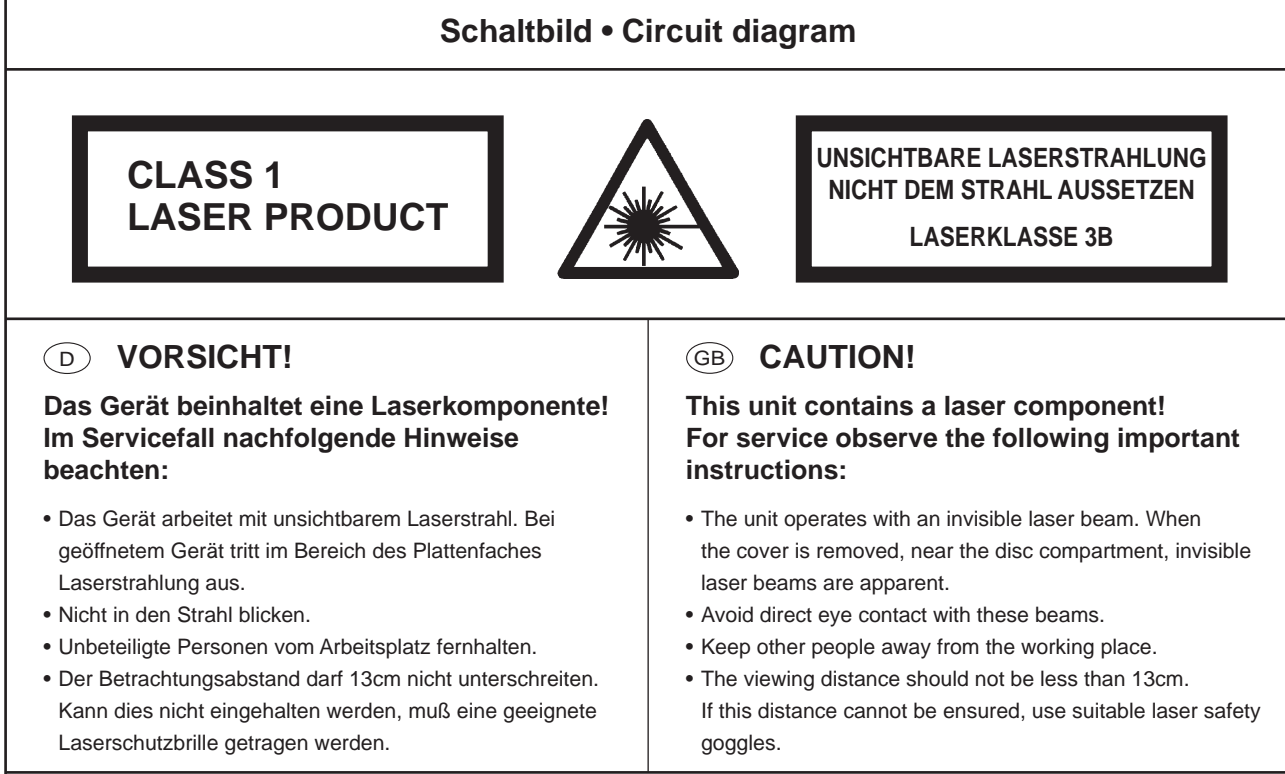 Schaltbild • Circuit diagram
CLASS 1
LASER PRODUCT
UNSICHTBARE LASERSTRAHLUNG
NICHT DEM STRAHL AUSSETZEN
LASERKLASSE 3B
D VORSICHT!
Das Gerät beinhaltet eine Laserkomponente!
Im Servicefall nachfolgende Hinweise
beachten:
• Das Gerät arbeitet mit unsichtbarem Laserstrahl. Bei
geöffnetem Gerät tritt im Bereich des Plattenfaches
Laserstrahlung aus.
• Nicht in den Strahl blicken.
• Unbeteiligte Personen vom Arbeitsplatz fernhalten.
• Der Betrachtungsabstand darf 13cm nicht unterschreiten.
Kann dies nicht eingehalten werden, muß eine geeignete
Laserschutzbrille getragen werden.
GB CAUTION!
This unit contains a laser component!
For service observe the following important
instructions:
• The unit operates with an invisible laser beam. When
the cover is removed, near the disc compartment, invisible
laser beams are apparent.
• Avoid direct eye contact with these beams.
• Keep other people away from the working place.
• The viewing distance should not be less than 13cm.
If this distance cannot be ensured, use suitable laser safety
goggles.